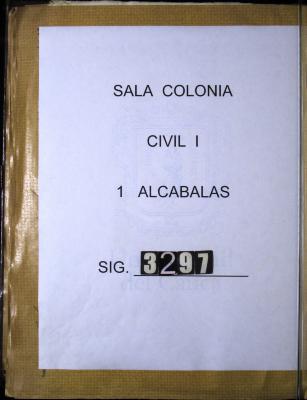 SALA COLONIA
CIVIL I
1 ALCABALAS
SIG. 3297